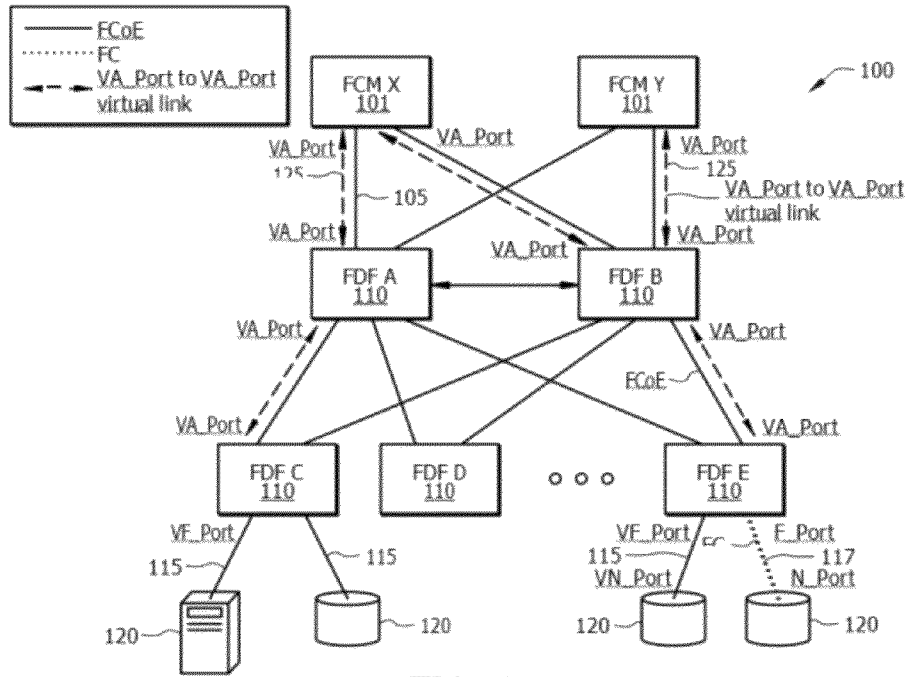 FCoE
FC
VA_Port to VA_Port
virtual link
FCM X
101
FCM Y
101
100
VA_Port
125
VA_Port
VA_Port
125
105
VA_Port to VA_Port
virtual link
VA_Port
VA_Port
VA_Port
FDF A
110
FDF B
110
VA_Port
VA_Port
FCoE
VA_Port
VA_Port
FDF C
110
FDF D
110
FDF E
110
VF_Port
115
115
VF_Port
115
VN_Port
FC
F_Port
117
N_Port
120
120
120
120